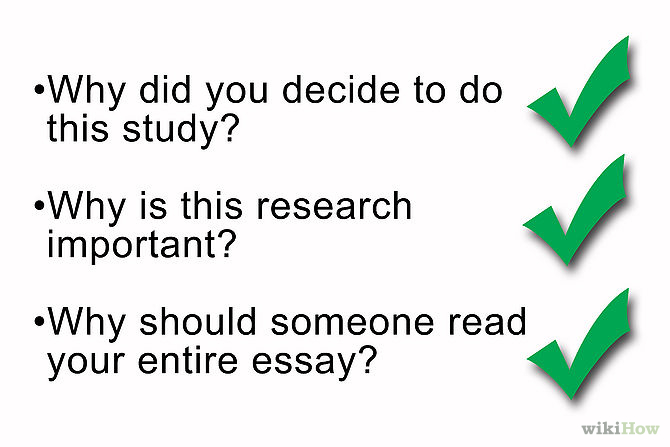 •Why did you decide to do
this study?
•Why is this research
important?
•Why should someone read
your entire essay?
wikiHow